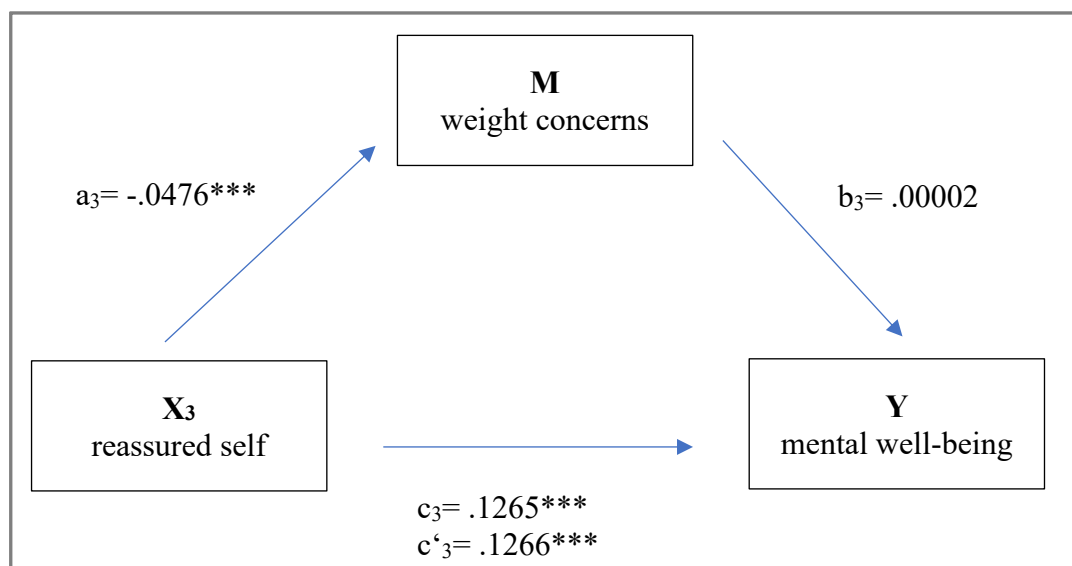 M
weight concerns
a₃= -.0476***
b₃= .00002
X₃
reassured self
Y
mental well-being
c₃= .1265***
c‘₃= .1266***